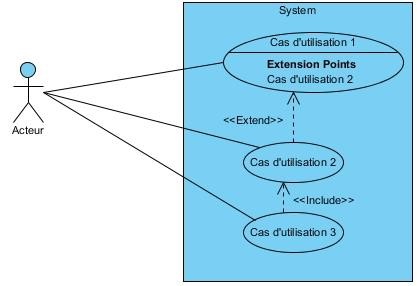 System
Cas d'utilisation 1
Extension Points
Cas d'utilisation 2
Acteur
<<Extend>>
Cas d'utilisation 2
<<Include>>
Cas d'utilisation 3